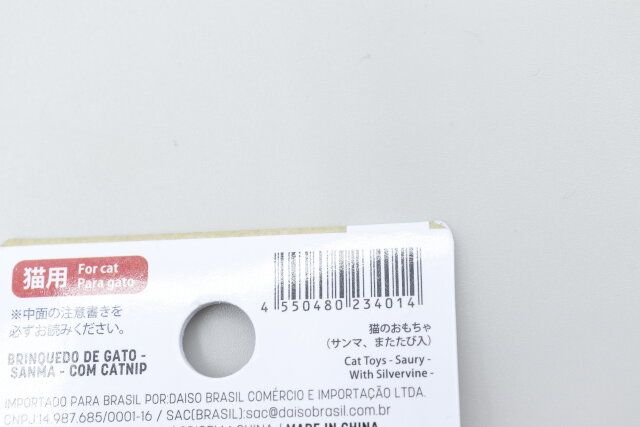 猫用 For cat
Para gato
4 550480 234014
※中面の注意書きを
必ずお読みください。
猫のおもちゃ
(サンマ、またたび入)
BRINQUEDO DE GATO -
SANMA - COM CATNIP
Cat Toys - Saury -
With Silvervine -
IMPORTADO PARA BRASIL POR:DAISO BRASIL COMÉRCIO E IMPORTAÇÃO LTDA.
CNPJ:14.987.685/0001-16 / SAC(BRASIL):sac@daisobrasil.com.br
/ MADE IN CHINA